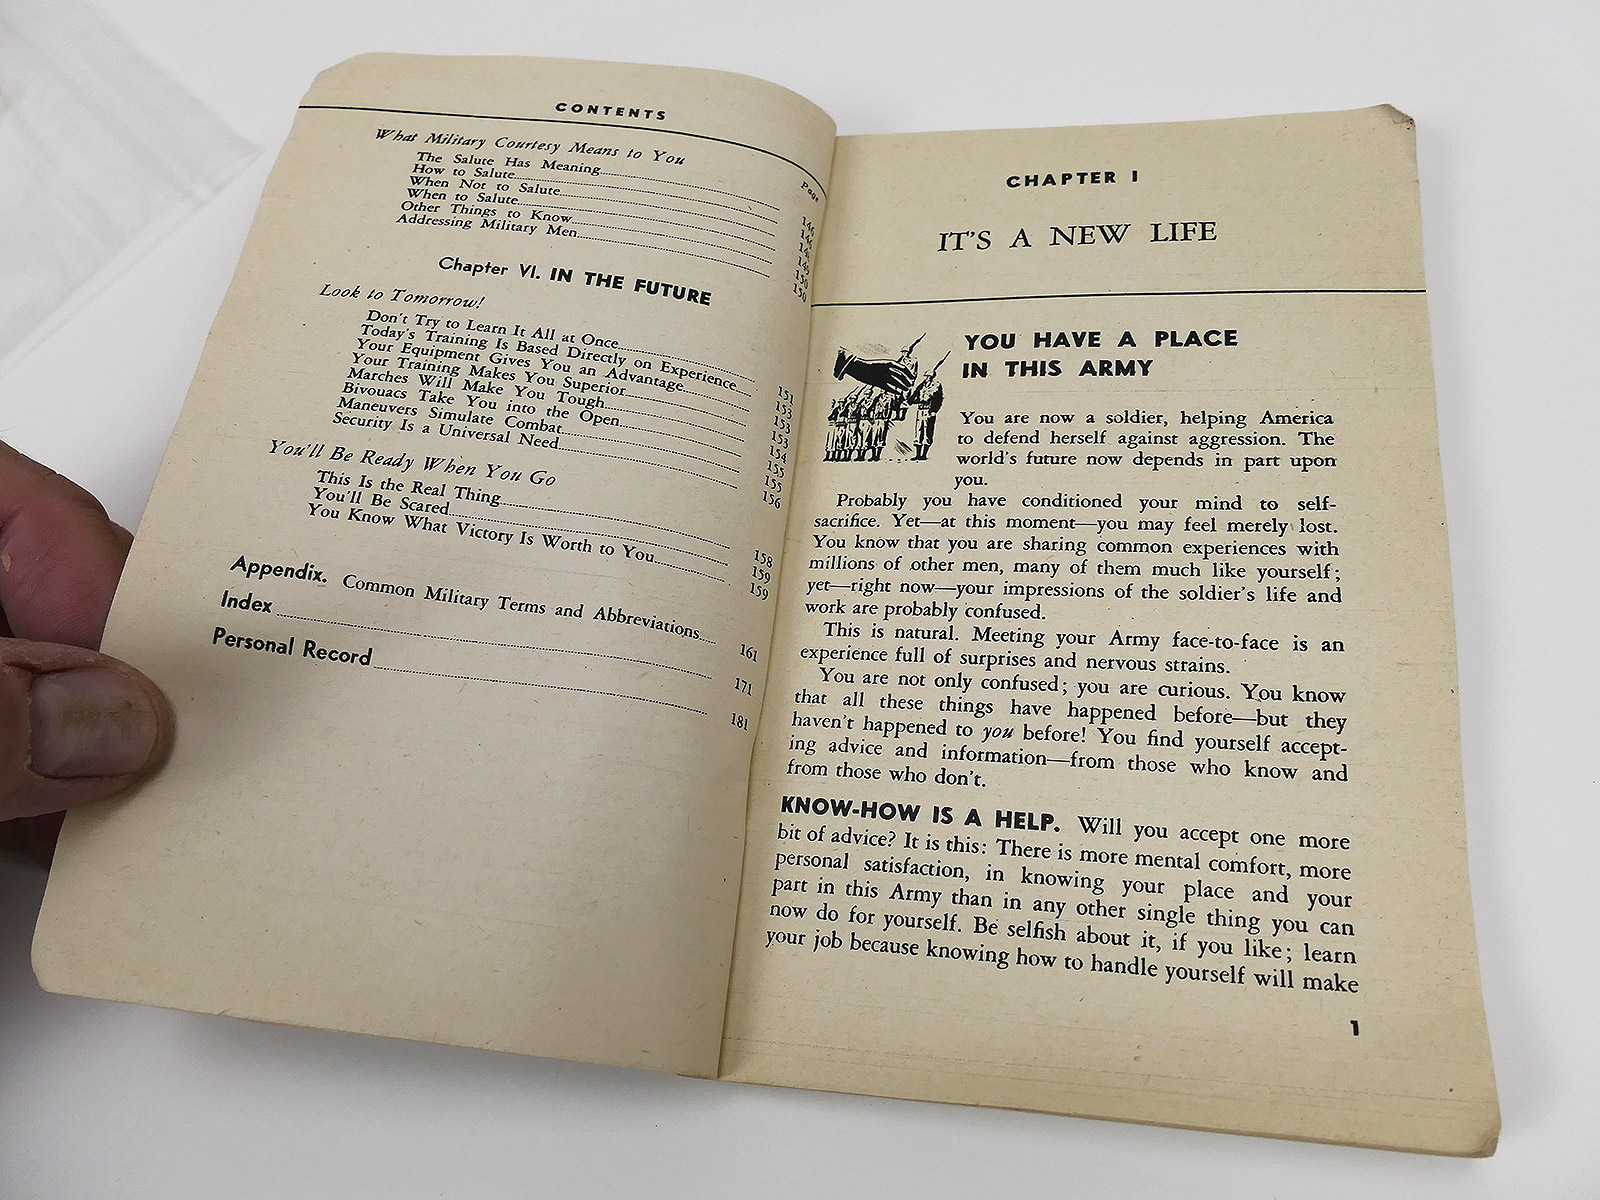 CONTENTS
Page
What Military Courtesy Means to You
The Salute Has Meaning 146
How to Salute 146
When Not to Salute
When to Salute 149
Other Things to Know 150
Addressing Military Men 150
Chapter VI. IN THE FUTURE
Look to Tomorrow!
Don't Try to Learn It All at Once 151
Today's Training Is Based Directly on Experience 153
Your Equipment Gives You an Advantage 153
Your Training Makes You Superior 153
Marches Will Make You Tough 154
Bivouacs Take You into the Open 155
Maneuvers Simulate Combat 155
Security Is a Universal Need 156
You'll Be Ready When You Go
This Is the Real Thing 158
You'll Be Scared 159
You Know What Victory Is Worth to You 159
Appendix. Common Military Terms and Abbreviations 161
Index 171
Personal Record 181
CHAPTER I
IT'S A NEW LIFE
YOU HAVE A PLACE
IN THIS ARMY
You are now a soldier, helping America
to defend herself against aggression. The
world's future now depends in part upon
you.
Probably you have conditioned your mind to self-
sacrifice. Yet—at this moment—you may feel merely lost.
You know that you are sharing common experiences with
millions of other men, many of them much like yourself;
yet—right now—your impressions of the soldier's life and
work are probably confused.
This is natural. Meeting your Army face-to-face is an
experience full of surprises and nervous strains.
You are not only confused; you are curious. You know
that all these things have happened before—but they
haven't happened to you before! You find yourself accept-
ing advice and information—from those who know and
from those who don't.
KNOW-HOW IS A HELP. Will you accept one more
bit of advice? It is this: There is more mental comfort, more
personal satisfaction, in knowing your place and your
part in this Army than in any other single thing you can
now do for yourself. Be selfish about it, if you like; learn
your job because knowing how to handle yourself will make
1